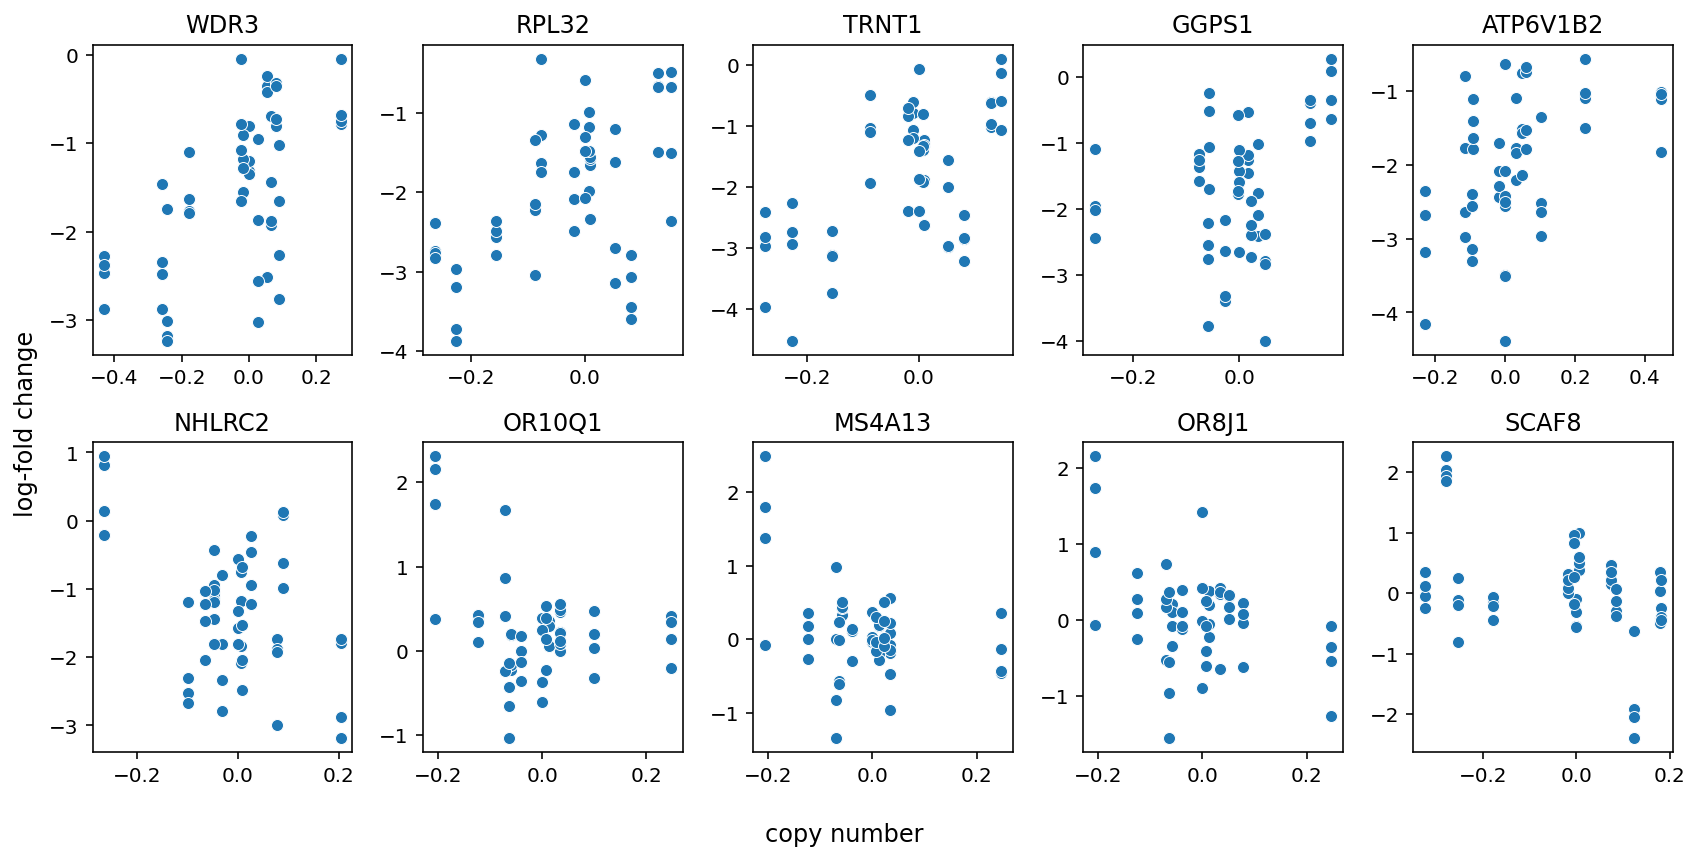 WDR3 RPL32 TRNT1 GGPS1 ATP6V1B2
0 −1 −2 −3
−0.4 −0.2 0.0 0.2
−1 −2 −3 −4
−0.2 0.0
0 −1 −2 −3 −4
−0.2 0.0
0 −1 −2 −3 −4
−0.2 0.0
−1 −2 −3 −4
−0.2 0.0 0.2 0.4
log-fold change
NHLRC2 OR10Q1 MS4A13 OR8J1 SCAF8
1 0 −1 −2 −3
−0.2 0.0 0.2
2 1 0 −1
−0.2 0.0 0.2
2 1 0 −1
−0.2 0.0 0.2
2 1 0 −1
−0.2 0.0 0.2
2 1 0 −1 −2
−0.2 0.0 0.2
copy number